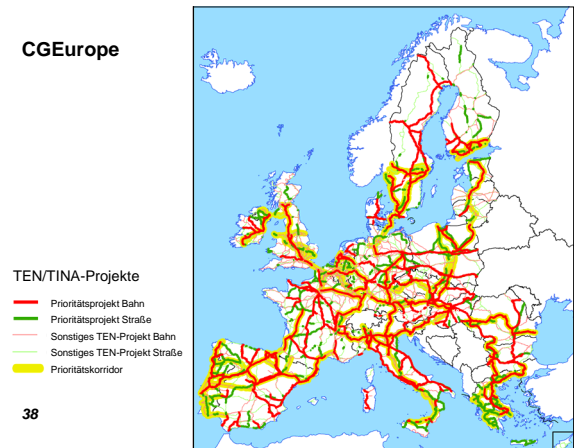 CGEurope
TEN/TINA-Projekte
Prioritätsprojekt Bahn
Prioritätsprojekt Straße
Sonstiges TEN-Projekt Bahn
Sonstiges TEN-Projekt Straße
Prioritätskorridor
38